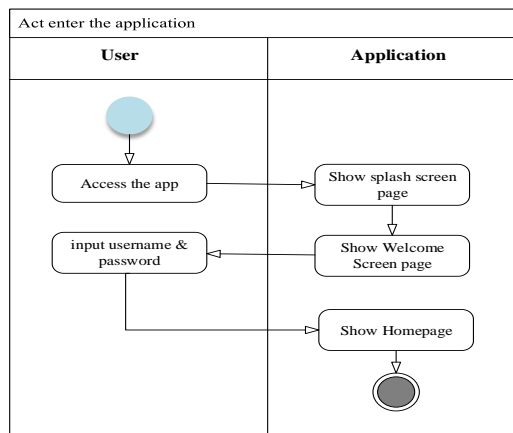 Act enter the application
User
Application
Access the app
Show splash screen
page
input username &
password
Show Welcome
Screen page
Show Homepage